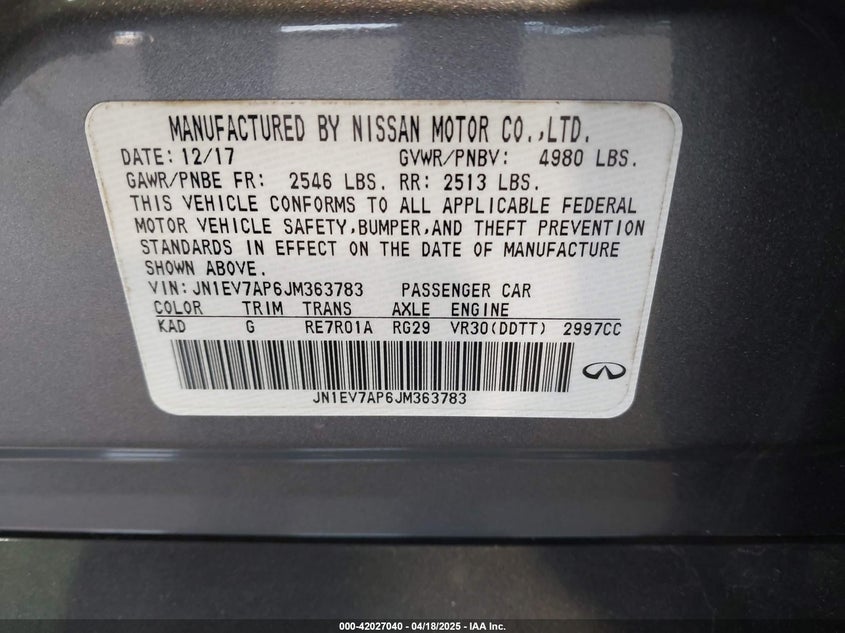 MANUFACTURED BY NISSAN MOTOR CO.,LTD.
DATE: 12/17 GVWR/PNBV: 4980 LBS.
GAWR/PNBE FR: 2546 LBS. RR: 2513 LBS.
THIS VEHICLE CONFORMS TO ALL APPLICABLE FEDERAL
MOTOR VEHICLE SAFETY,BUMPER,AND THEFT PREVENTION
STANDARDS IN EFFECT ON THE DATE OF MANUFACTURE
SHOWN ABOVE.
VIN: JN1EV7AP6JM363783 PASSENGER CAR
COLOR TRIM TRANS AXLE ENGINE
KAD G RE7R01A RG29 VR30(DDTT) 2997CC
JN1EV7AP6JM363783
000-42027040 - 04/18/2025 - IAA Inc.